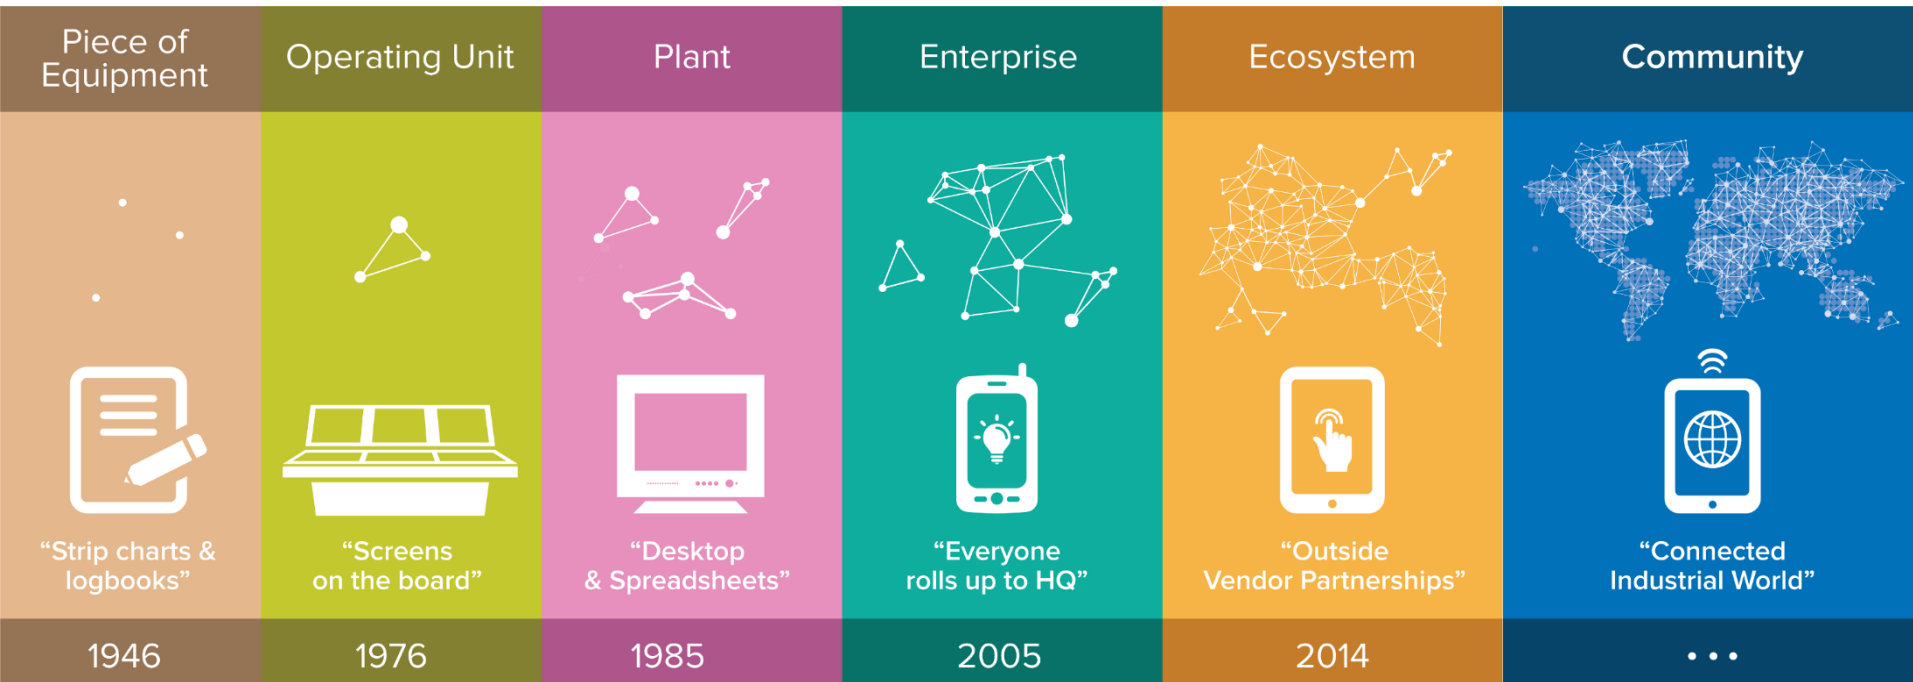 Piece of
Equipment
Operating Unit
Plant
Enterprise
Ecosystem
Community
“Strip charts &
logbooks”
“Screens
on the board”
“Desktop
& Spreadsheets”
“Everyone
rolls up to HQ”
“Outside
Vendor Partnerships”
“Connected
Industrial World”
1946
1976
1985
2005
2014
...